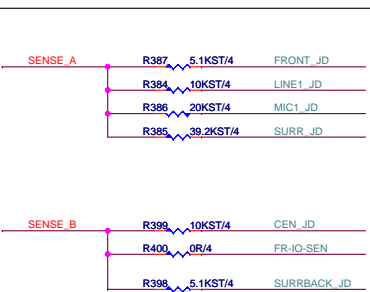 SENSE_A R387 5.1KST/4 FRONT_JD
R384 10KST/4 LINE1_JD
R386 20KST/4 MIC1_JD
R385 39.2KST/4 SURR_JD
SENSE_B R399 10KST/4 CEN_JD
R400 0R/4 FR-IO-SEN
R398 5.1KST/4 SURRBACK_JD